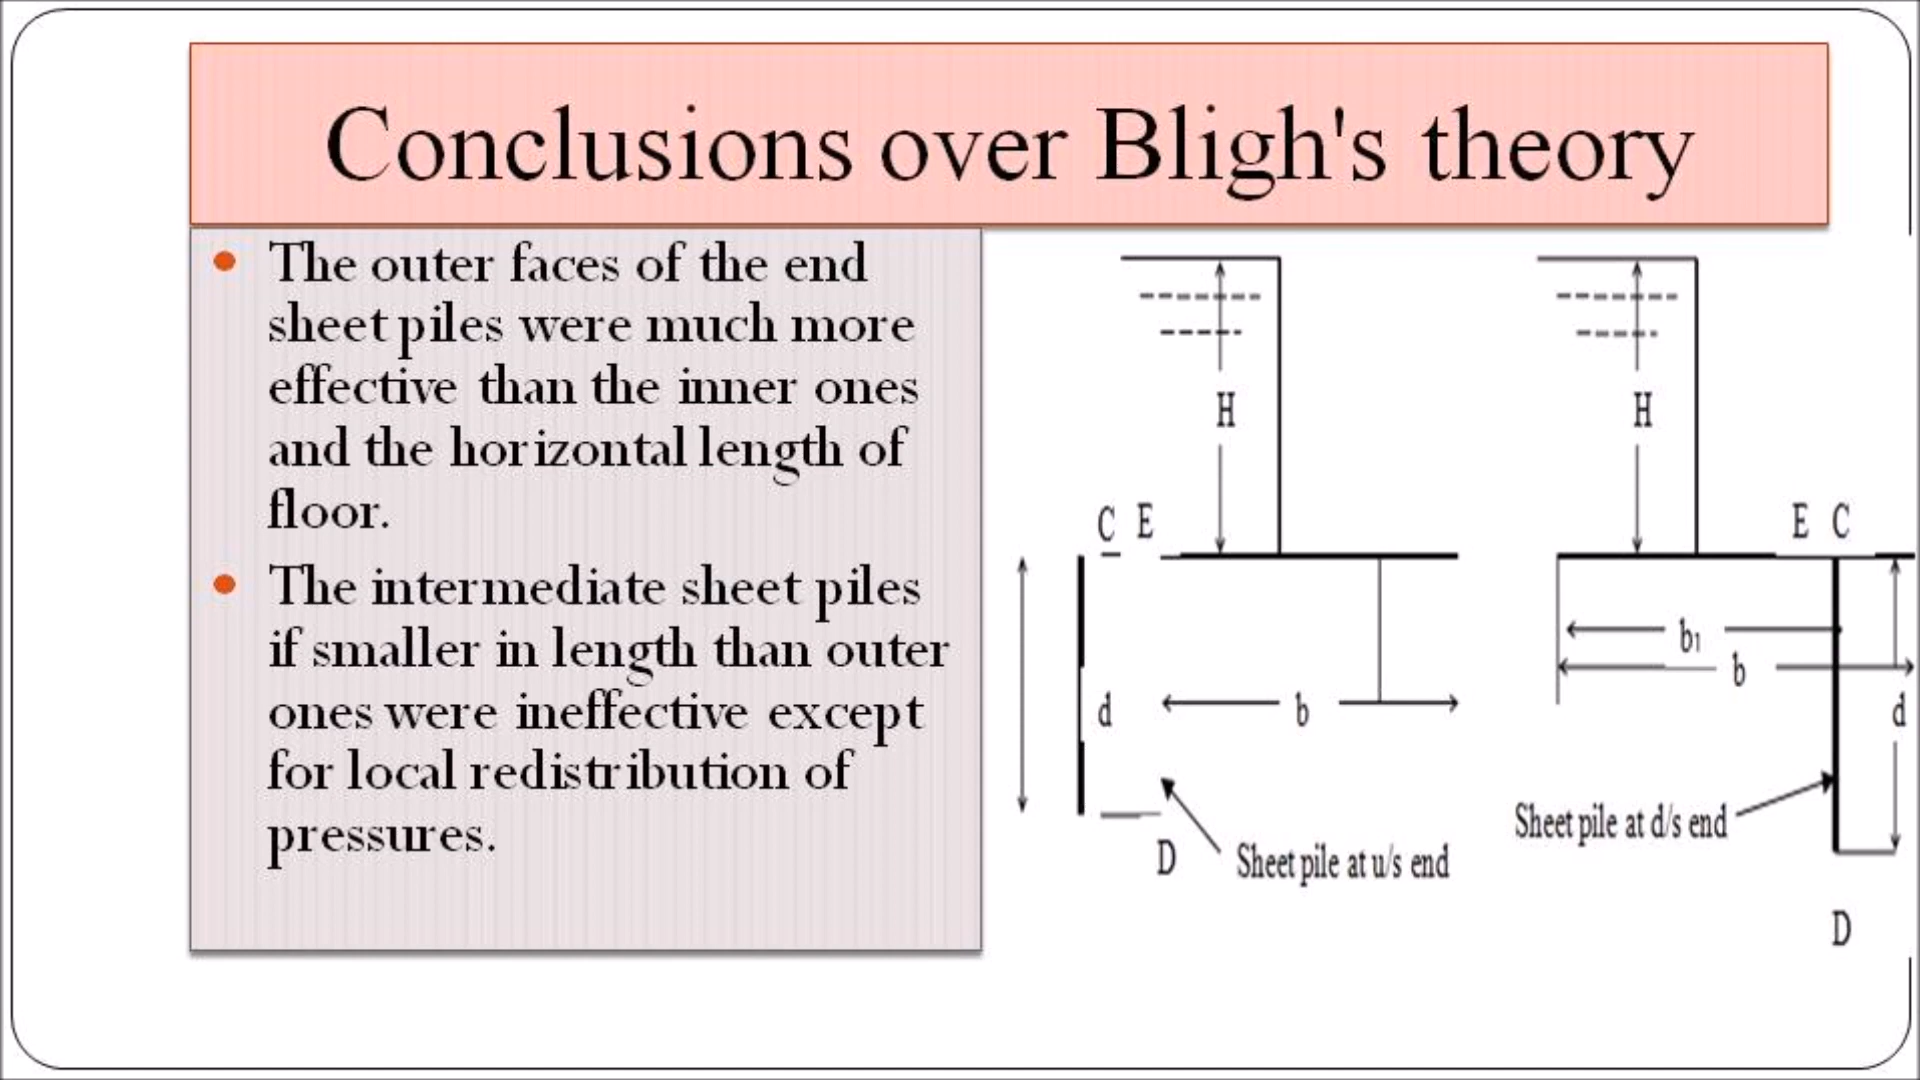 Conclusions over Bligh's theory
The outer faces of the end
sheet piles were much more
effective than the inner ones
and the horizontal length of
floor.
The intermediate sheet piles
if smaller in length than outer
ones were ineffective except
for local redistribution of
pressures.
H
C E
d
b
D
Sheet pile at u/s end
H
E C
b1
b
d
Sheet pile at d/s end
D